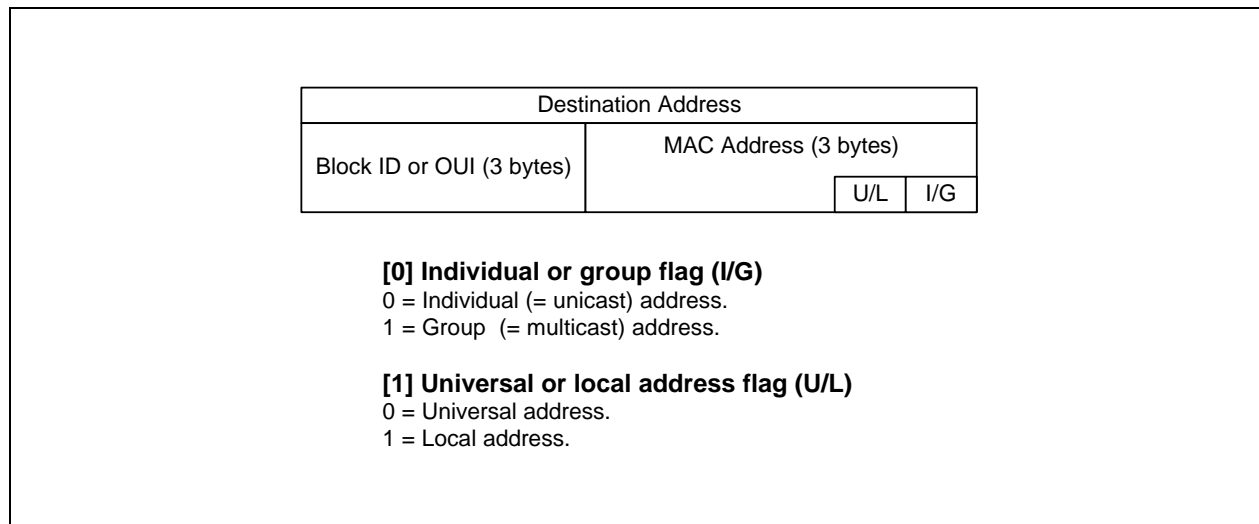 Destination Address
Block ID or OUI (3 bytes)
MAC Address (3 bytes)
U/L
I/G
[0] Individual or group flag (I/G)
0 = Individual (= unicast) address.
1 = Group  (= multicast) address.
[1] Universal or local address flag (U/L)
0 = Universal address.
1 = Local address.